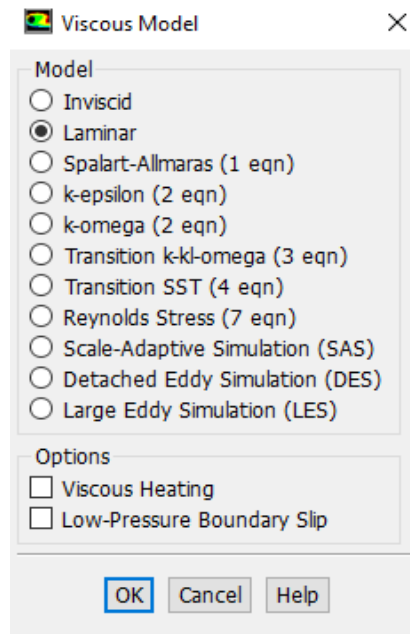 Viscous Model
Model
Inviscid
Laminar
Spalart-Allmaras (1 eqn)
k-epsilon (2 eqn)
k-omega (2 eqn)
Transition k-kl-omega (3 eqn)
Transition SST (4 eqn)
Reynolds Stress (7 eqn)
Scale-Adaptive Simulation (SAS)
Detached Eddy Simulation (DES)
Large Eddy Simulation (LES)
Options
Viscous Heating
Low-Pressure Boundary Slip
OK Cancel Help